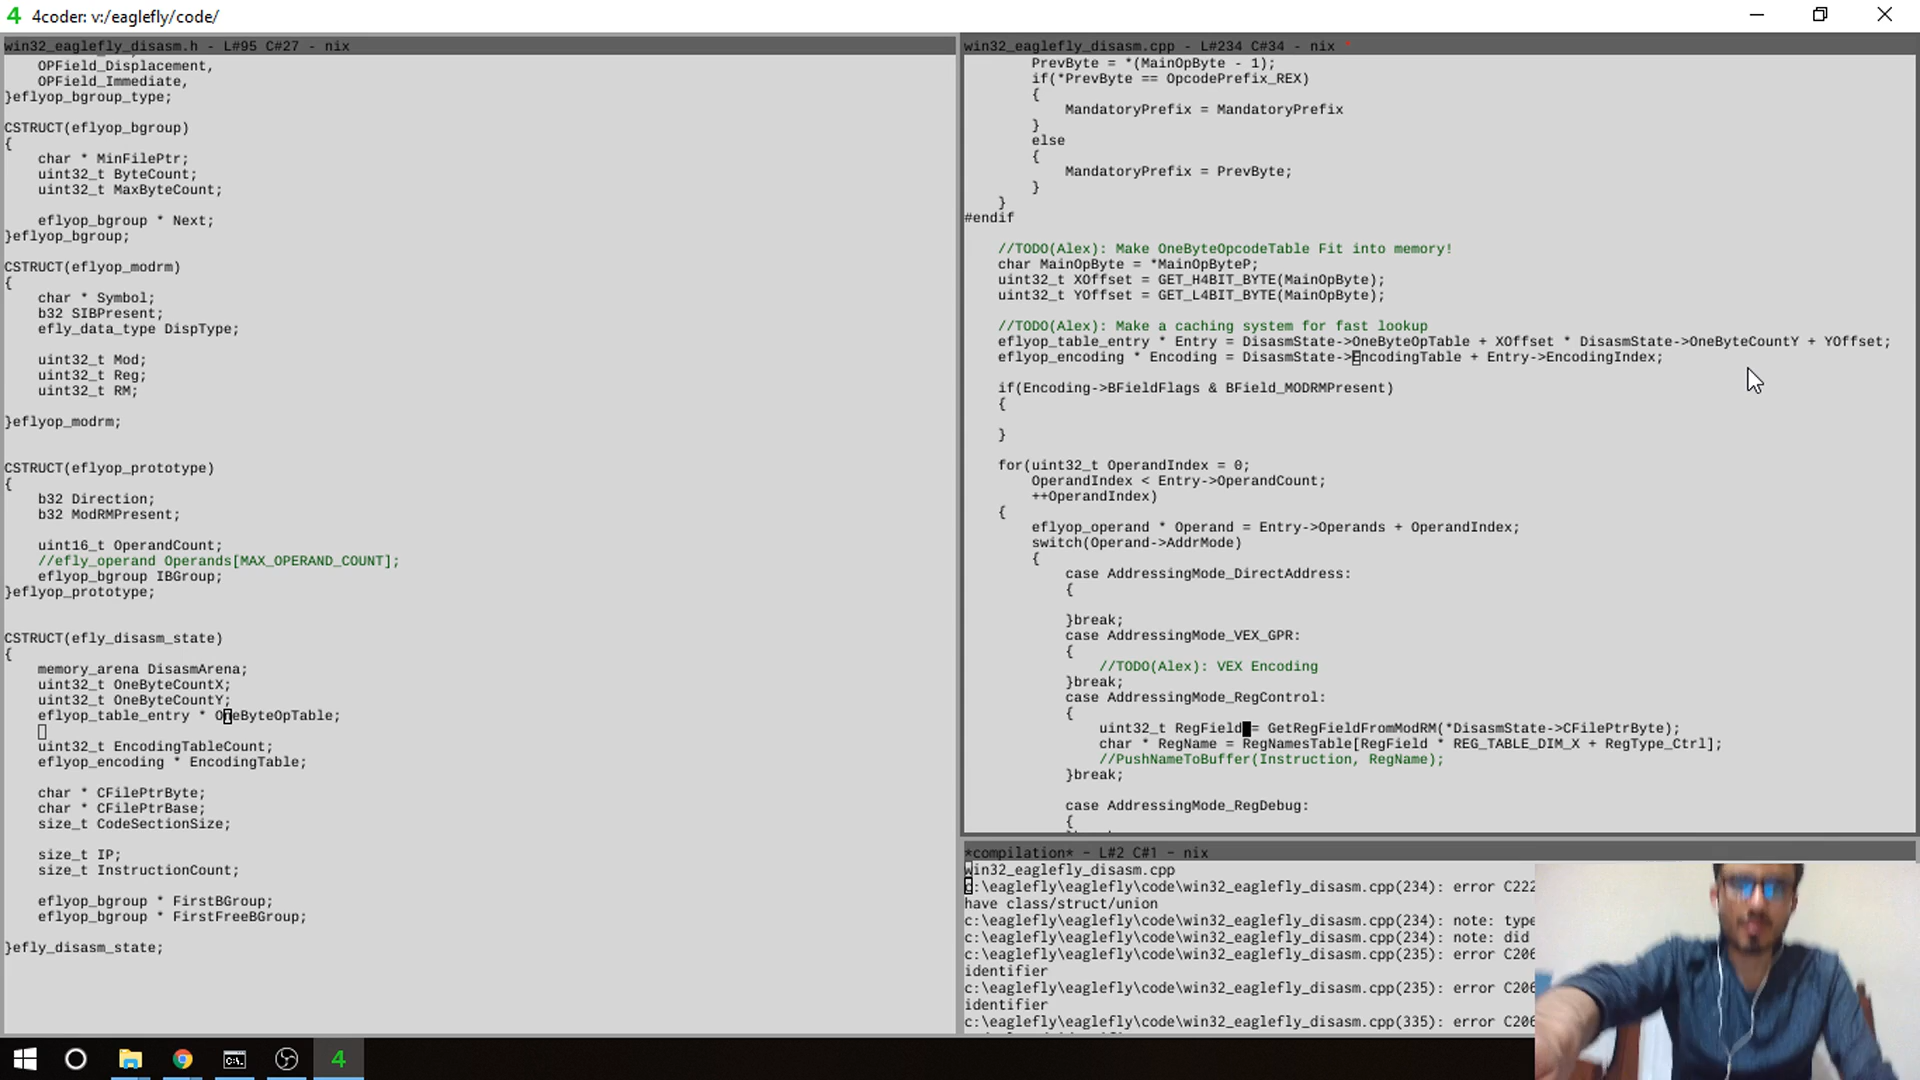 4 4coder: v:/eaglefly/code/
win32_eaglefly_disasm.h - L#95 C#27 - nix
OPField_Displacement,
OPField_Immediate,
}eflyop_bgroup_type;
CSTRUCT(eflyop_bgroup)
{
char * MinFilePtr;
uint32_t ByteCount;
uint32_t MaxByteCount;
eflyop_bgroup * Next;
}eflyop_bgroup;
CSTRUCT(eflyop_modrm)
{
char * Symbol;
b32 SIBPresent;
efly_data_type DispType;
uint32_t Mod;
uint32_t Reg;
uint32_t RM;
}eflyop_modrm;
CSTRUCT(eflyop_prototype)
{
b32 Direction;
b32 ModRMPresent;
uint16_t OperandCount;
//efly_operand Operands[MAX_OPERAND_COUNT];
eflyop_bgroup IBGroup;
}eflyop_prototype;
CSTRUCT(efly_disasm_state)
{
memory_arena DisasmArena;
uint32_t OneByteCountX;
uint32_t OneByteCountY;
eflyop_table_entry * OneByteOpTable;
uint32_t EncodingTableCount;
eflyop_encoding * EncodingTable;
char * CFilePtrByte;
char * CFilePtrBase;
size_t CodeSectionSize;
size_t IP;
size_t InstructionCount;
eflyop_bgroup * FirstBGroup;
eflyop_bgroup * FirstFreeBGroup;
}efly_disasm_state;
win32_eaglefly_disasm.cpp - L#234 C#34 - nix *
PrevByte = *(MainOpByte - 1);
if(*PrevByte == OpcodePrefix_REX)
{
MandatoryPrefix = MandatoryPrefix
}
else
{
MandatoryPrefix = PrevByte;
}
}
#endif
//TODO(Alex): Make OneByteOpcodeTable Fit into memory!
char MainOpByte = *MainOpByteP;
uint32_t XOffset = GET_H4BIT_BYTE(MainOpByte);
uint32_t YOffset = GET_L4BIT_BYTE(MainOpByte);
//TODO(Alex): Make a caching system for fast lookup
eflyop_table_entry * Entry = DisasmState->OneByteOpTable + XOffset * DisasmState->OneByteCountY + YOffset;
eflyop_encoding * Encoding = DisasmState->EncodingTable + Entry->EncodingIndex;
if(Encoding->BFieldFlags & BField_MODRMPresent)
{
}
for(uint32_t OperandIndex = 0;
OperandIndex < Entry->OperandCount;
++OperandIndex)
{
eflyop_operand * Operand = Entry->Operands + OperandIndex;
switch(Operand->AddrMode)
{
case AddressingMode_DirectAddress:
{
}break;
case AddressingMode_VEX_GPR:
{
//TODO(Alex): VEX Encoding
}break;
case AddressingMode_RegControl:
{
uint32_t RegField = GetRegFieldFromModRM(*DisasmState->CFilePtrByte);
char * RegName = RegNamesTable[RegField * REG_TABLE_DIM_X + RegType_Ctrl];
//PushNameToBuffer(Instruction, RegName);
}break;
case AddressingMode_RegDebug:
{
*compilation* - L#2 C#1 - nix
win32_eaglefly_disasm.cpp
c:\eaglefly\eaglefly\code\win32_eaglefly_disasm.cpp(234): error C222
have class/struct/union
c:\eaglefly\eaglefly\code\win32_eaglefly_disasm.cpp(234): note: type
c:\eaglefly\eaglefly\code\win32_eaglefly_disasm.cpp(234): note: did
c:\eaglefly\eaglefly\code\win32_eaglefly_disasm.cpp(235): error C206
identifier
c:\eaglefly\eaglefly\code\win32_eaglefly_disasm.cpp(235): error C206
identifier
c:\eaglefly\eaglefly\code\win32_eaglefly_disasm.cpp(335): error C206
4